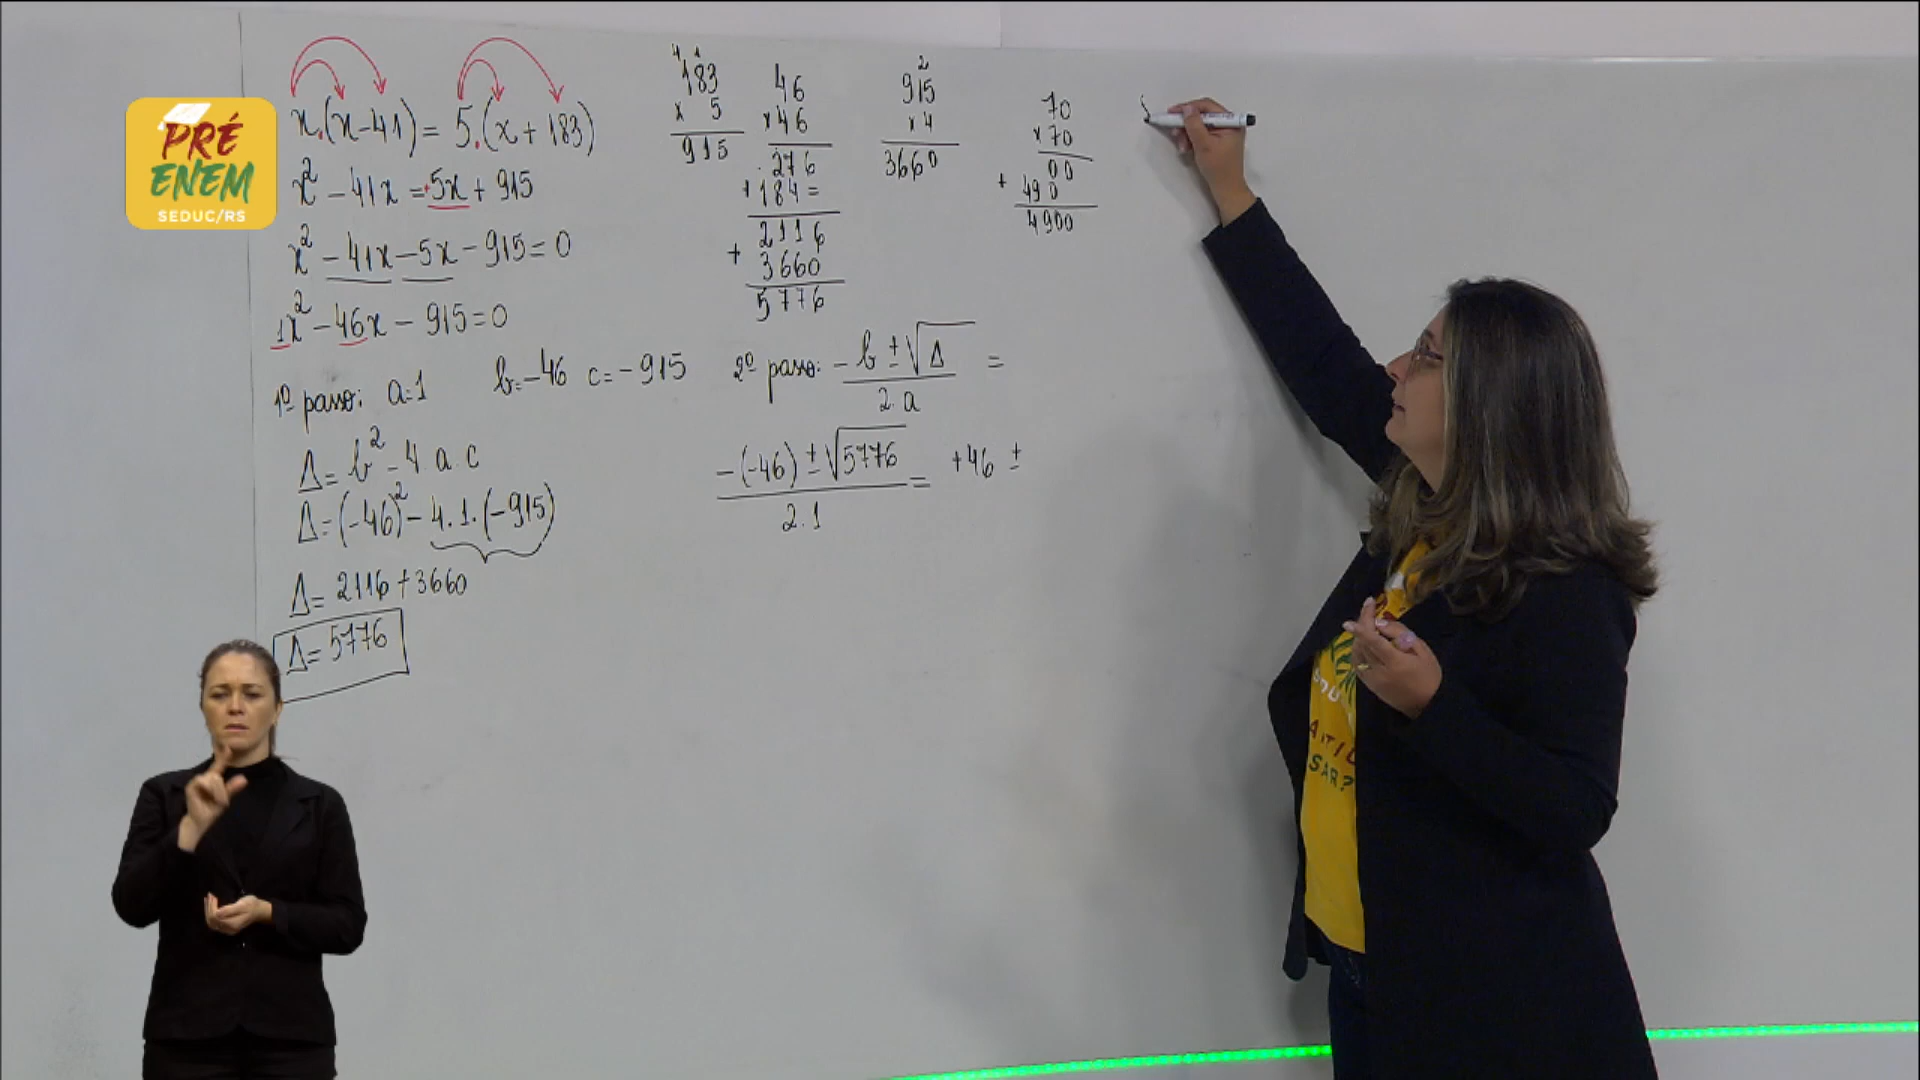 PRÉ
ENEM
SEDUC/RS
x.(x-41) = 5.(x + 183)
x² - 41x = +5x + 915
x² - 41x - 5x - 915 = 0
1x² - 46x - 915 = 0
1º passo: a=1 b=-46 c=-915
Δ= b² - 4 a.c
Δ= (-46)² - 4.1.(-915)
Δ= 2116 + 3660
Δ= 5776
4 1
183
x 5
915
46
x46
276
+184=
2116
+
3660
5776
2
915
x 4
3660
70
x70
00
+ 490
4900
2º passo: -b ± √Δ =
2.a
-(-46) ± √5776 = +46 ±
2.1